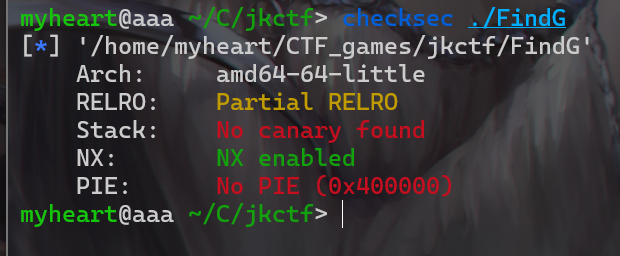 myheart@aaa ~/C/jkctf> checksec ./FindG
[*] '/home/myheart/CTF_games/jkctf/FindG'
    Arch:     amd64-64-little
    RELRO:    Partial RELRO
    Stack:    No canary found
    NX:       NX enabled
    PIE:      No PIE (0x400000)
myheart@aaa ~/C/jkctf>